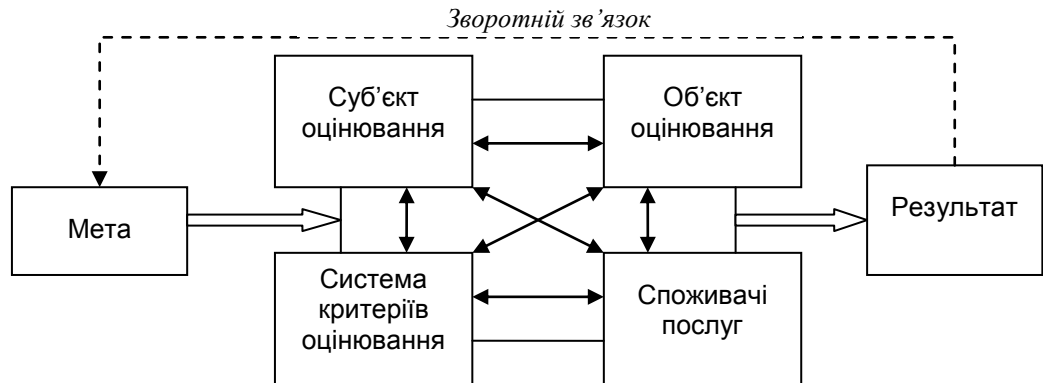 Зворотній зв’язок
Суб’єкт
оцінювання
Об’єкт
оцінювання
Мета
Результат
Система
критеріїв
оцінювання
Споживачі
послуг